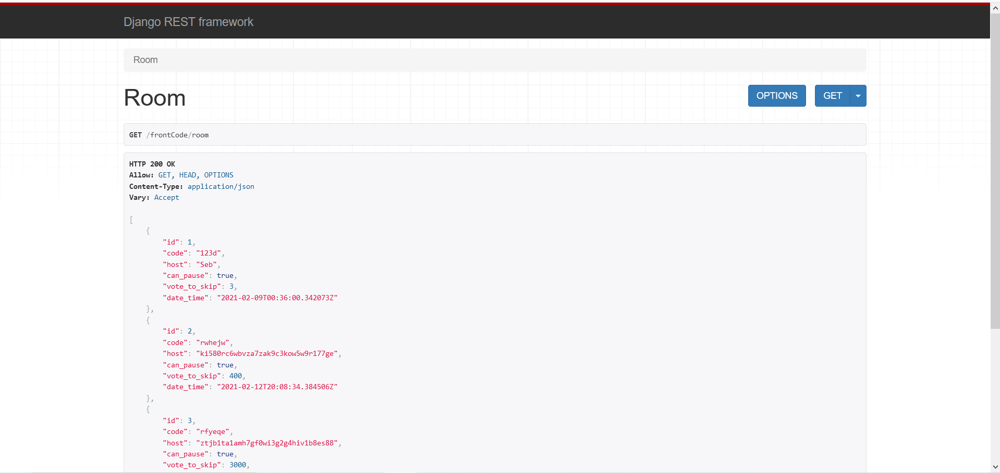 Django REST framework
Room
Room
OPTIONS
GET
GET /frontCode/room
HTTP 200 OK
Allow: GET, HEAD, OPTIONS
Content-Type: application/json
Vary: Accept
[
{
"id": 1,
"code": "123d",
"host": "Seb",
"can_pause": true,
"vote_to_skip": 3,
"date_time": "2021-02-09T00:36:00.342073Z"
},
{
"id": 2,
"code": "rwhejw",
"host": "ki580rc6wbvza7zak9c3kow5w9r177ge",
"can_pause": true,
"vote_to_skip": 400,
"date_time": "2021-02-12T20:08:34.384506Z"
},
{
"id": 3,
"code": "rfyeqe",
"host": "ztjb1ta1amh7gf0wi3g2g4hiv1b8es88",
"can_pause": true,
"vote_to_skip": 3000,